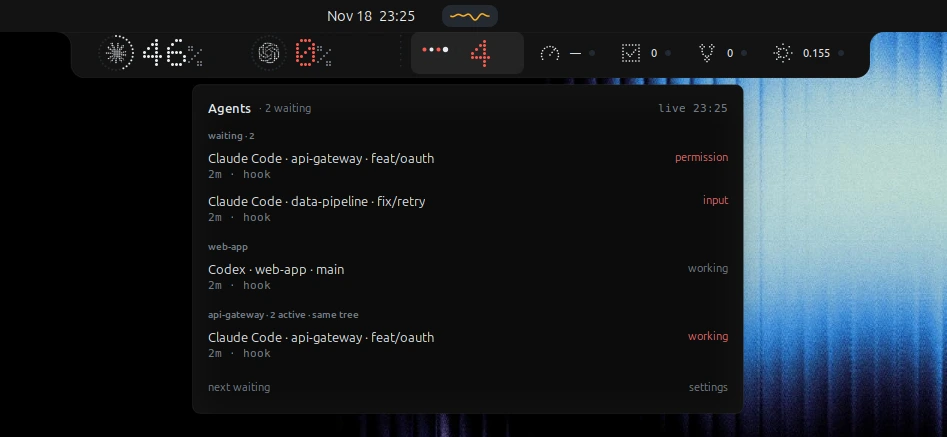 Nov 18 23:25
46%
0%
4
—
0
0
0.155
Agents · 2 waiting
live 23:25
waiting · 2
Claude Code · api-gateway · feat/oauth
permission
2m · hook
Claude Code · data-pipeline · fix/retry
input
2m · hook
web-app
Codex · web-app · main
working
2m · hook
api-gateway · 2 active · same tree
Claude Code · api-gateway · feat/oauth
working
2m · hook
next waiting
settings